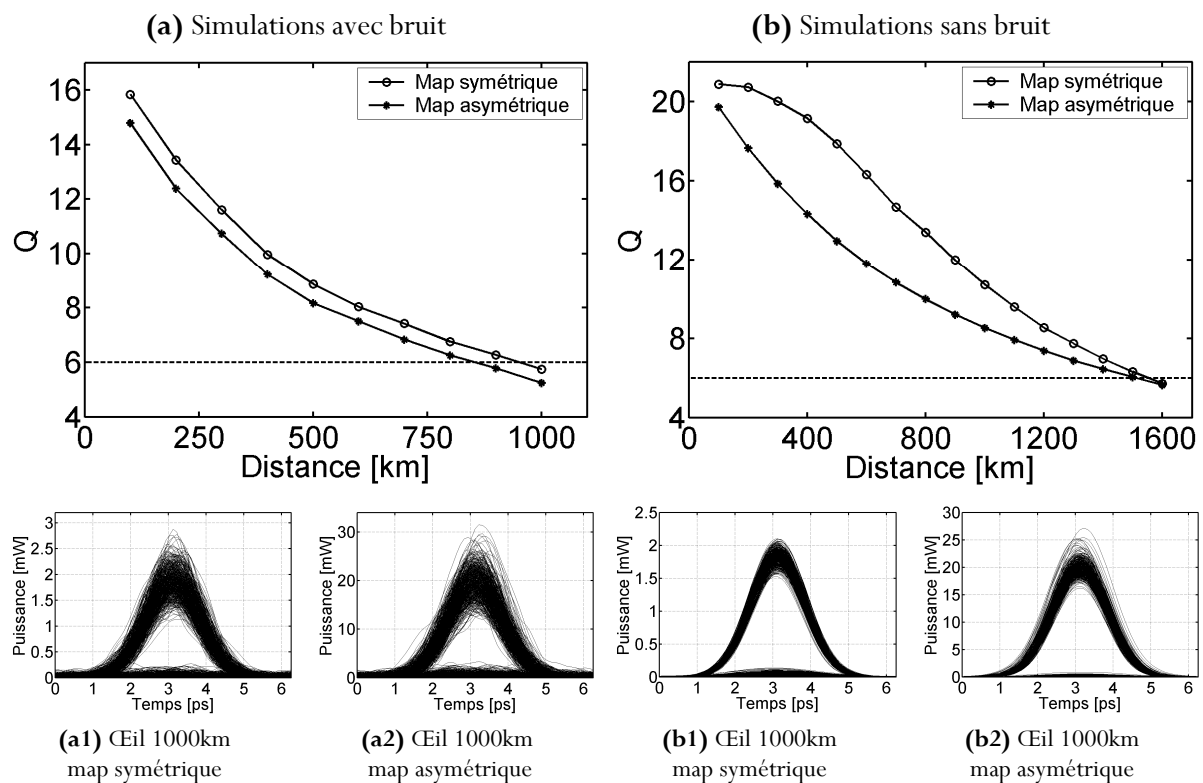 (a) Simulations avec bruit
Map symétrique
Map asymétrique
16
14
12
10
8
6
4
Q
0
250
500
750
1000
Distance [km]
(b) Simulations sans bruit
Map symétrique
Map asymétrique
20
16
12
8
4
Q
0
400
800
1200
1600
Distance [km]
3
2.5
2
1.5
1
0.5
0
Puissance [mW]
0 1 2 3 4 5 6
Temps [ps]
(a1) Œil 1000km
map symétrique
30
20
10
0
Puissance [mW]
0 1 2 3 4 5 6
Temps [ps]
(a2) Œil 1000km
map asymétrique
2.5
2
1.5
1
0.5
0
Puissance [mW]
0 1 2 3 4 5 6
Temps [ps]
(b1) Œil 1000km
map symétrique
30
25
20
15
10
5
0
Puissance [mW]
0 1 2 3 4 5 6
Temps [ps]
(b2) Œil 1000km
map asymétrique